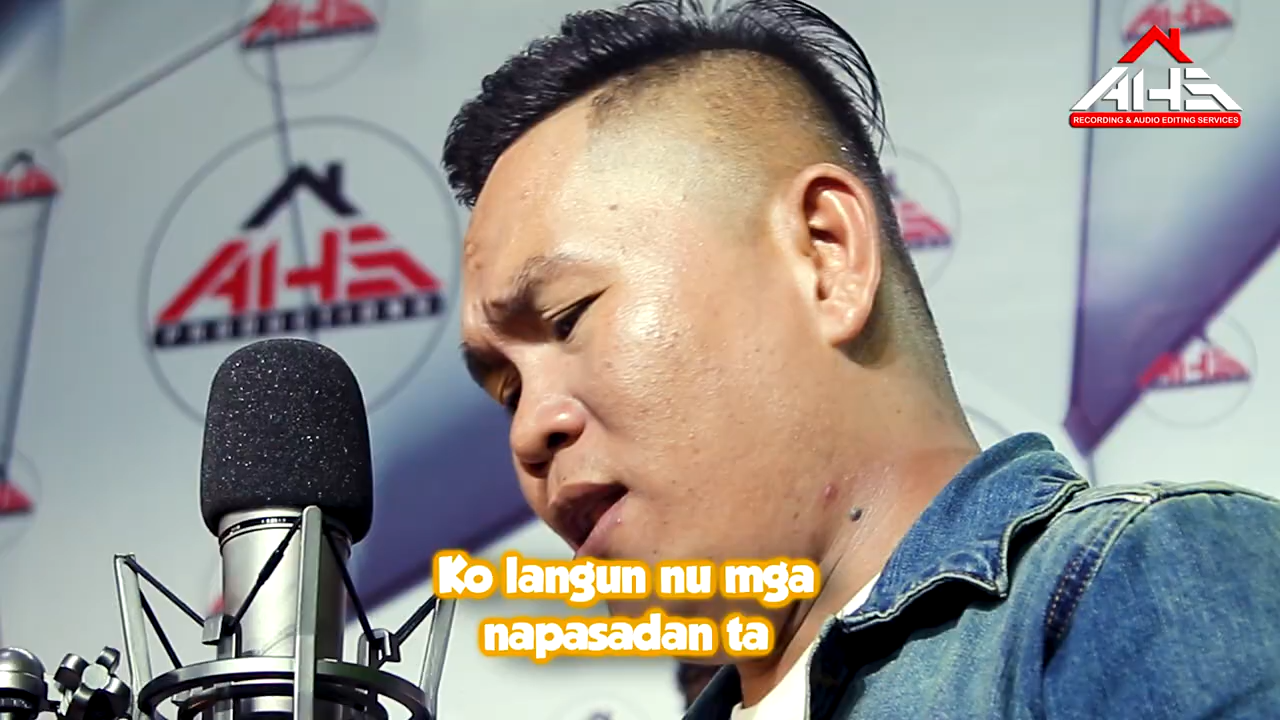 AHS
RECORDING & AUDIO EDITING SERVICES
AHS
Ko langun nu mga
napasadan ta